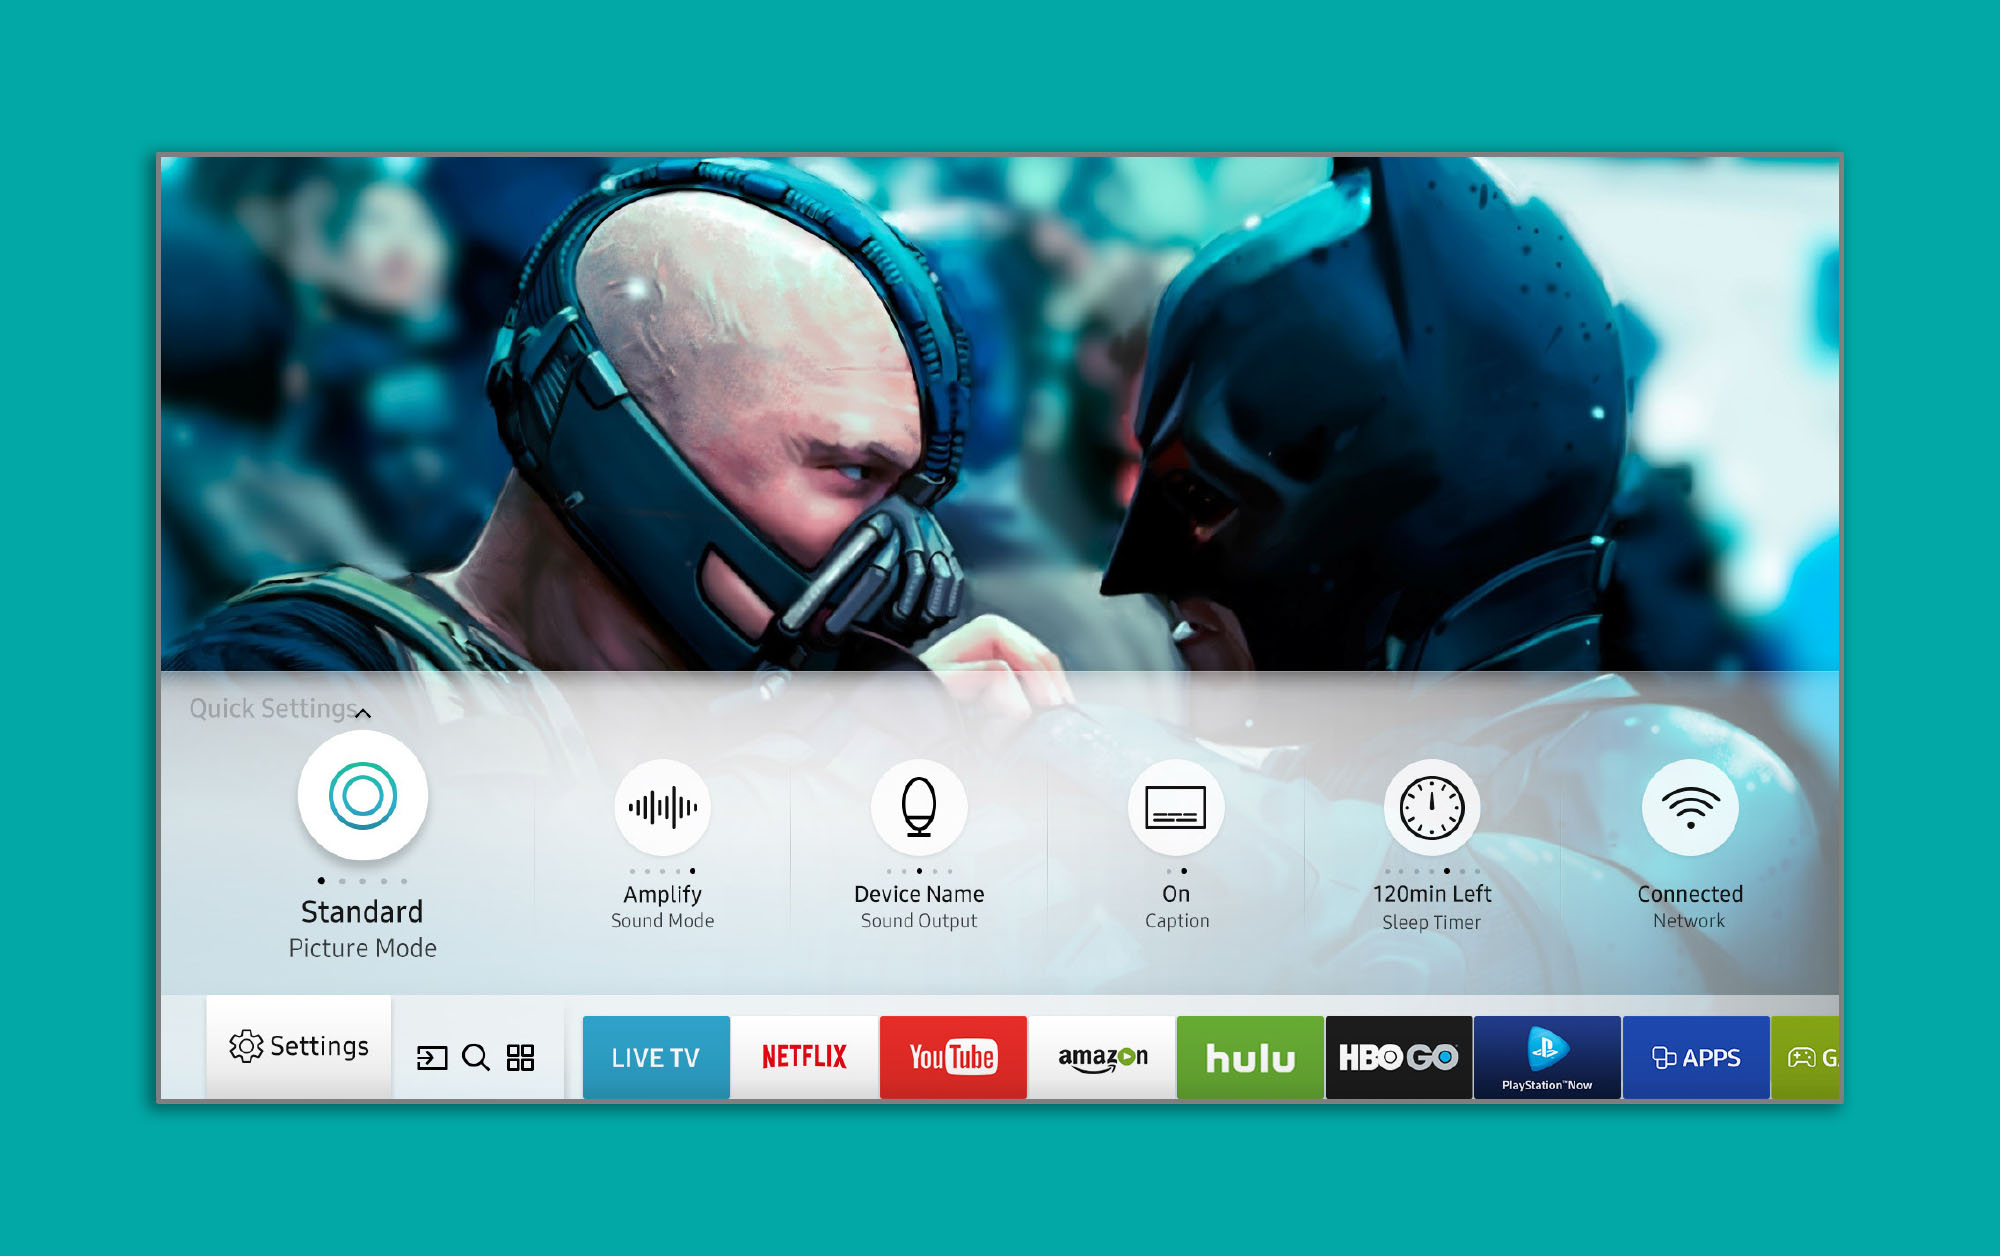 Quick Settings
Standard
Picture Mode
Amplify
Sound Mode
Device Name
Sound Output
On
Caption
120min Left
Sleep Timer
Connected
Network
Settings
LIVE TV
NETFLIX
YouTube
amazon
hulu
HBO GO
PlayStation™Now
APPS
G